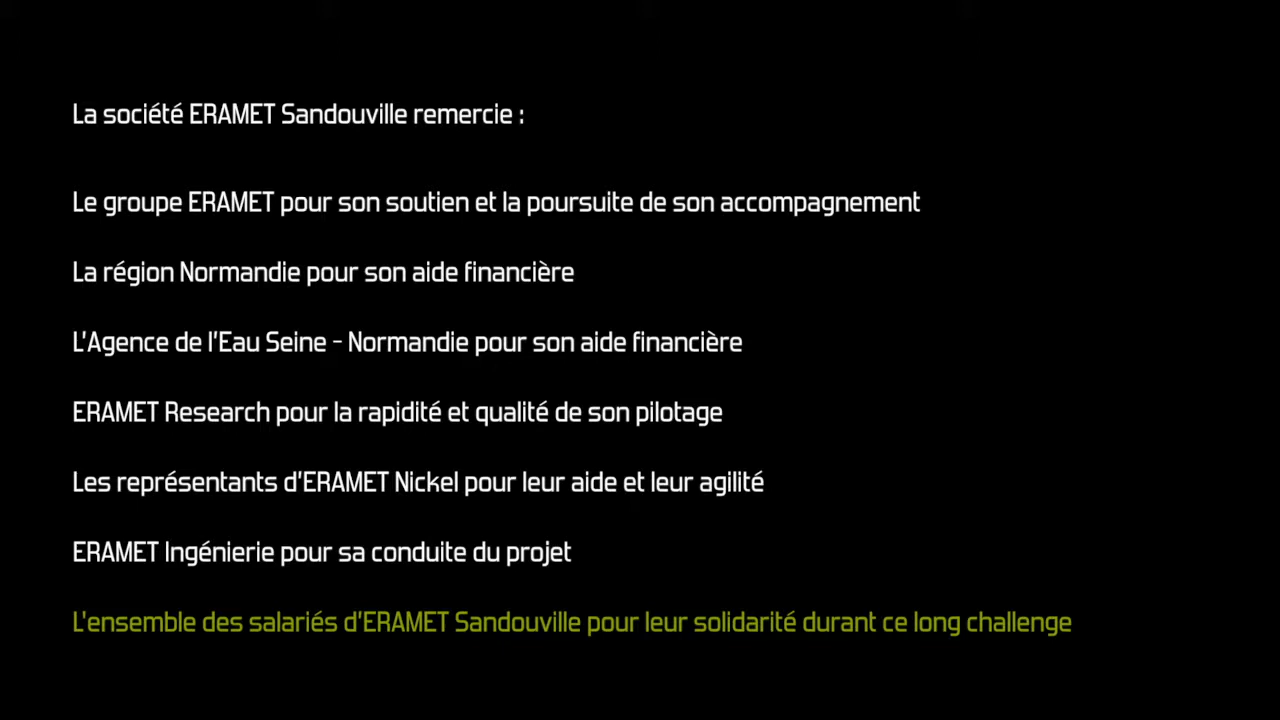 La société ERAMET Sandouville remercie :
Le groupe ERAMET pour son soutien et la poursuite de son accompagnement
La région Normandie pour son aide financière
L'Agence de l'Eau Seine - Normandie pour son aide financière
ERAMET Research pour la rapidité et qualité de son pilotage
Les représentants d'ERAMET Nickel pour leur aide et leur agilité
ERAMET Ingénierie pour sa conduite du projet
L'ensemble des salariés d'ERAMET Sandouville pour leur solidarité durant ce long challenge